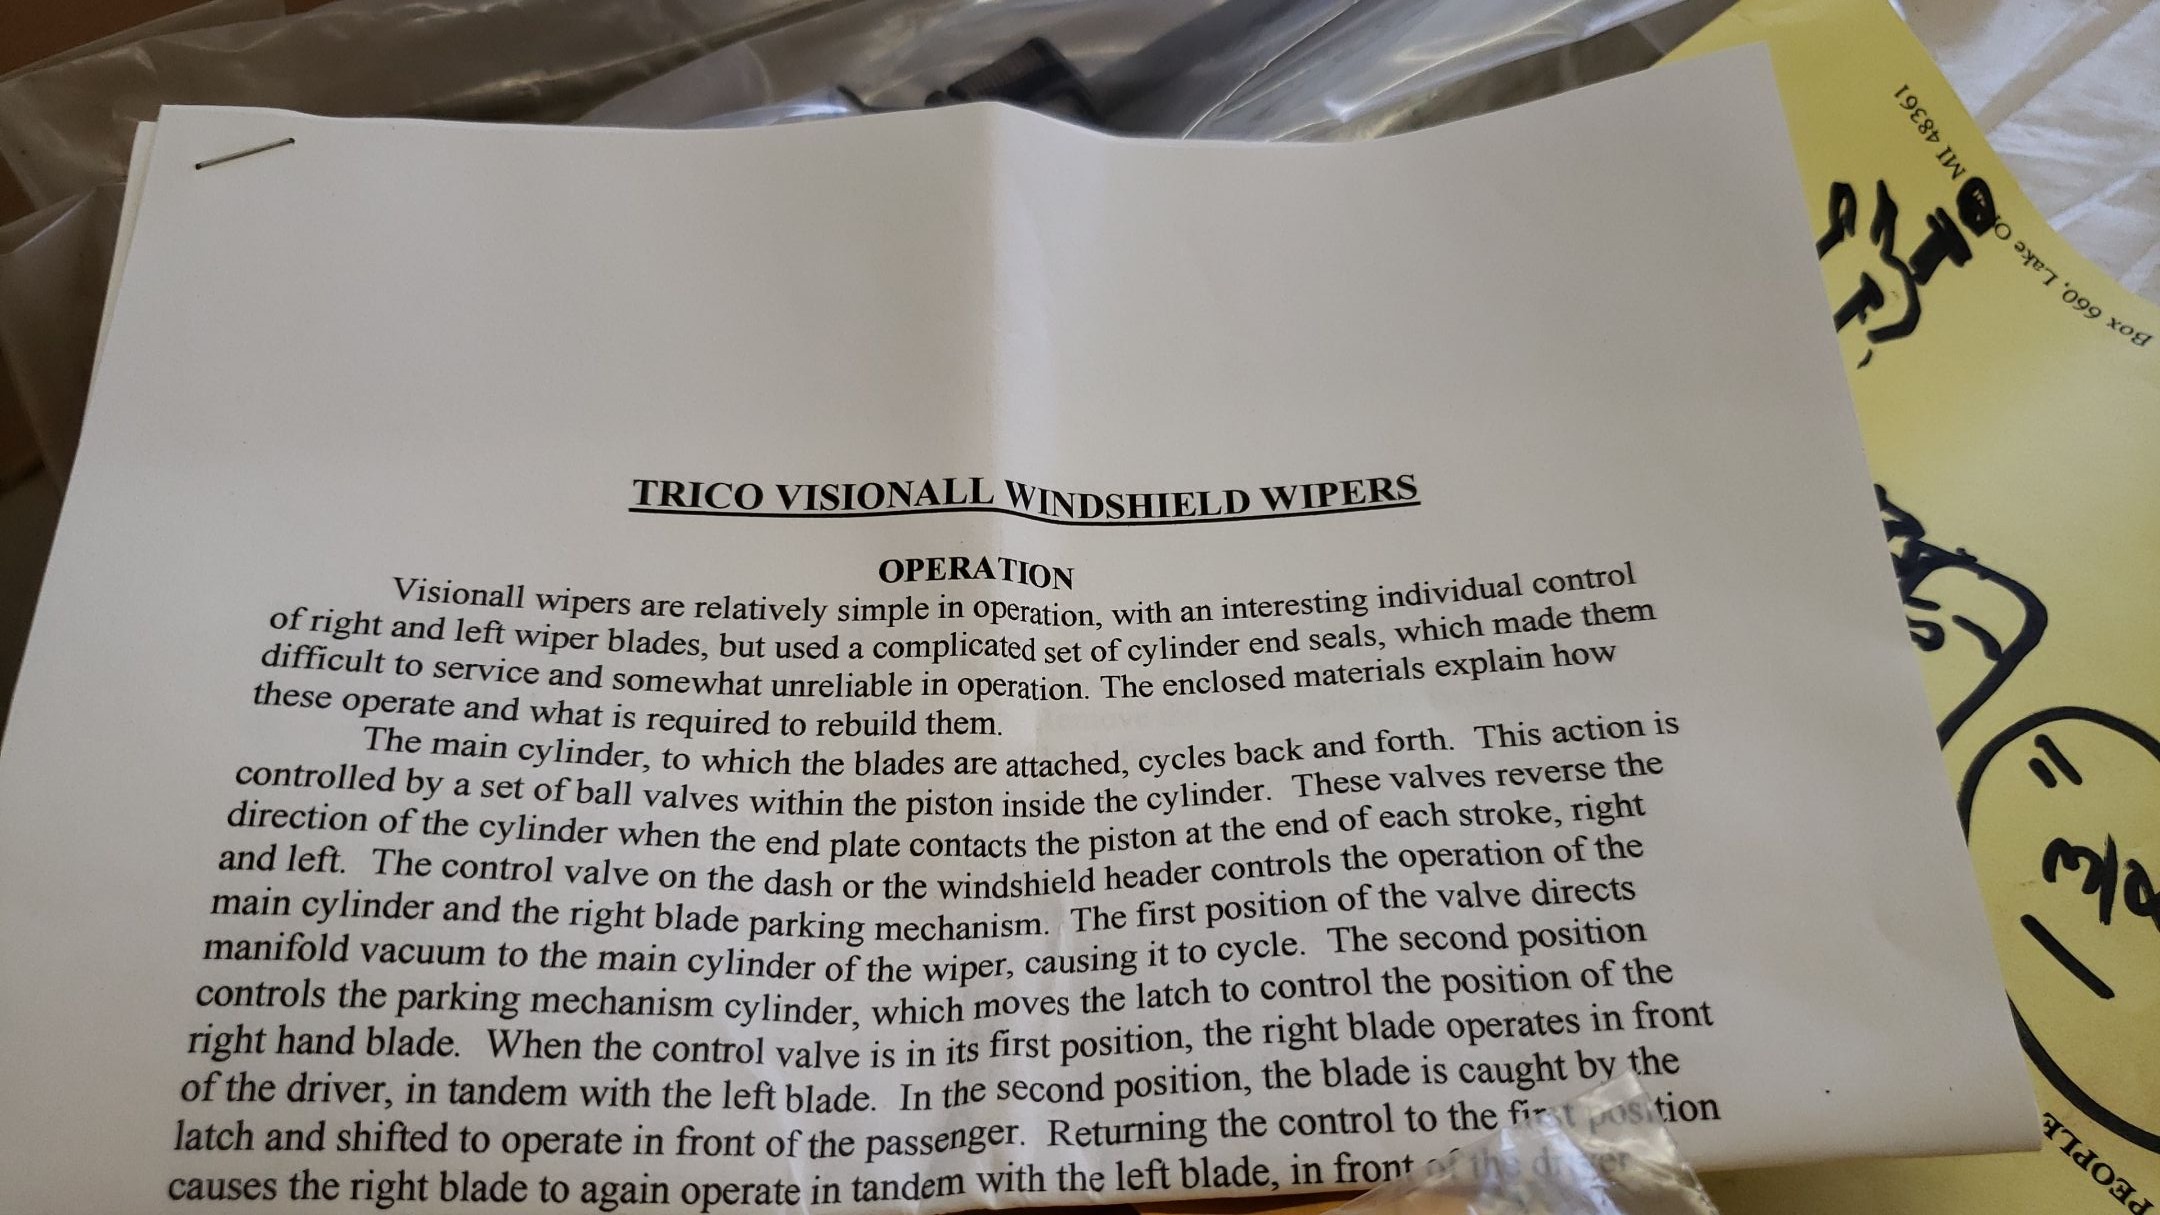 TRICO VISIONALL WINDSHIELD WIPERS
OPERATION
Visionall wipers are relatively simple in operation, with an interesting individual control
of right and left wiper blades, but used a complicated set of cylinder end seals, which made them
difficult to service and somewhat unreliable in operation. The enclosed materials explain how
these operate and what is required to rebuild them.
The main cylinder, to which the blades are attached, cycles back and forth. This action is
controlled by a set of ball valves within the piston inside the cylinder. These valves reverse the
direction of the cylinder when the end plate contacts the piston at the end of each stroke, right
and left. The control valve on the dash or the windshield header controls the operation of the
main cylinder and the right blade parking mechanism. The first position of the valve directs
manifold vacuum to the main cylinder of the wiper, causing it to cycle. The second position
controls the parking mechanism cylinder, which moves the latch to control the position of the
right hand blade. When the control valve is in its first position, the right blade operates in front
of the driver, in tandem with the left blade. In the second position, the blade is caught by the
latch and shifted to operate in front of the passenger. Returning the control to the first position
causes the right blade to again operate in tandem with the left blade, in front of the driver
Box 660, Lake O
MI 48361
PEOPLE